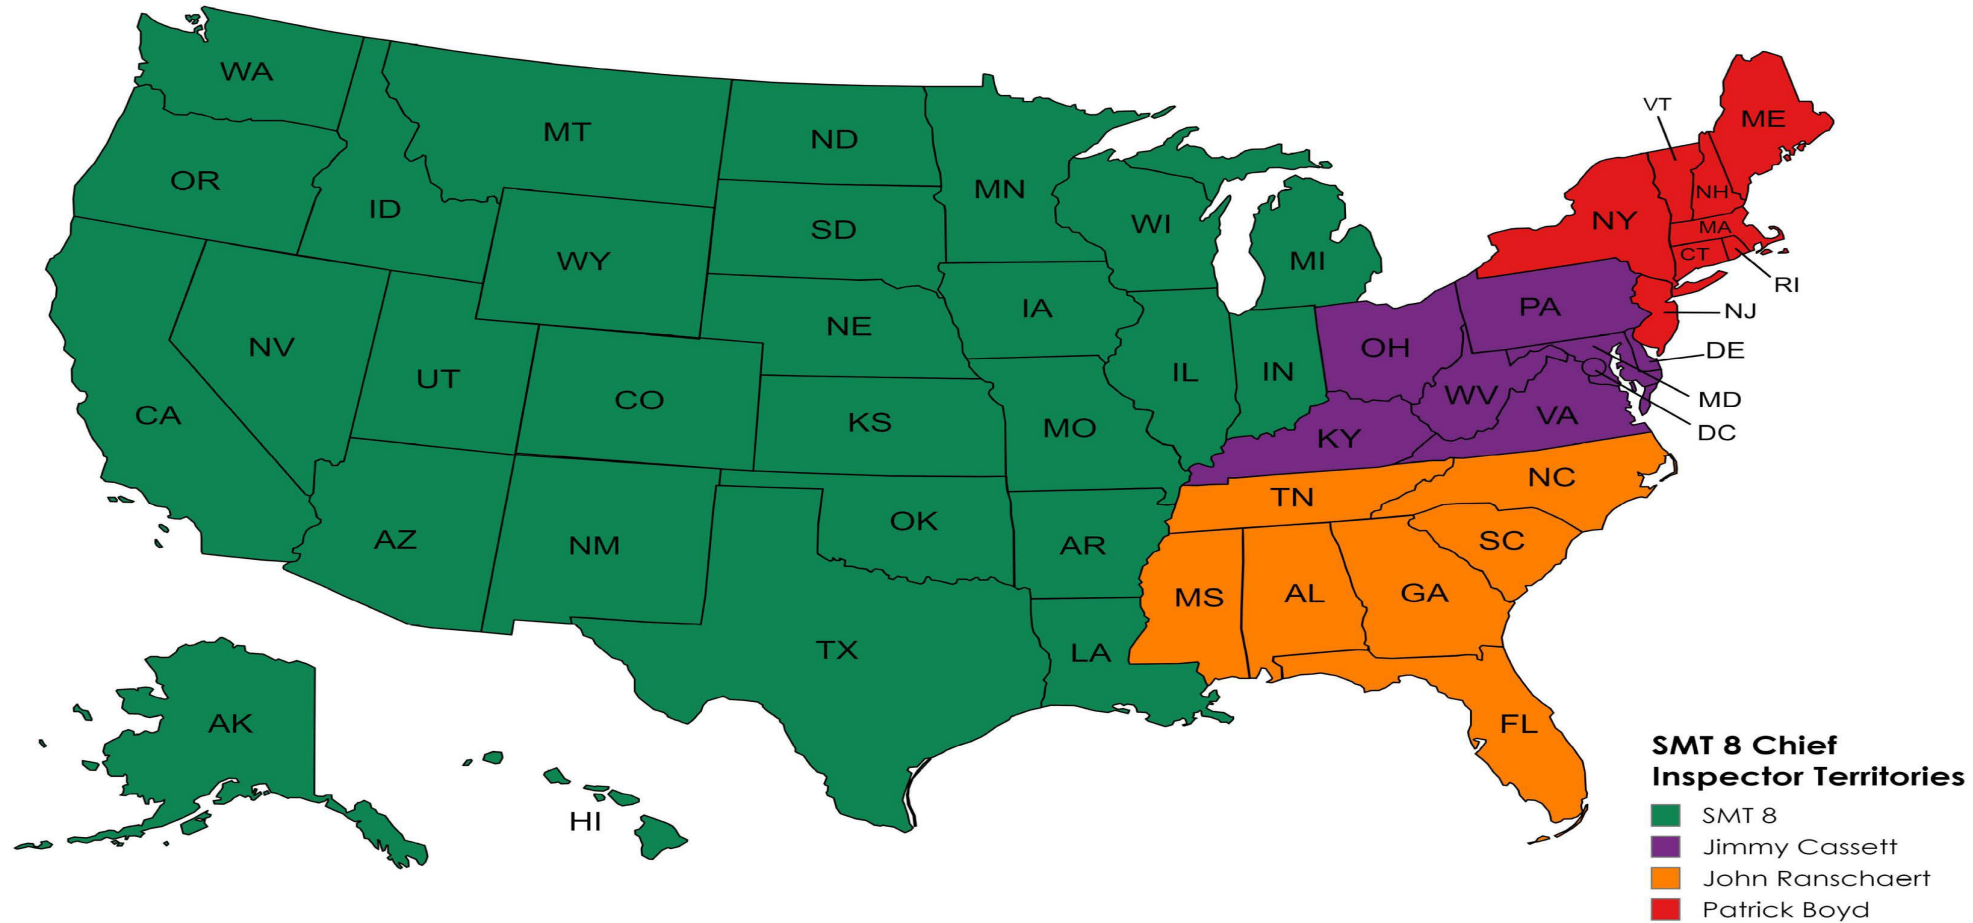 WA
MT
ND
MN
OR
ID
SD
WI
MI
WY
IA
NE
NV
UT
CO
IL
IN
OH
PA
NY
VT
ME
NH
MA
CT
RI
NJ
DE
MD
DC
WV
VA
KY
CA
KS
MO
AZ
NM
OK
AR
TN
NC
SC
MS
AL
GA
TX
LA
FL
AK
HI
SMT 8 Chief
Inspector Territories
SMT 8
Jimmy Cassett
John Ranschaert
Patrick Boyd